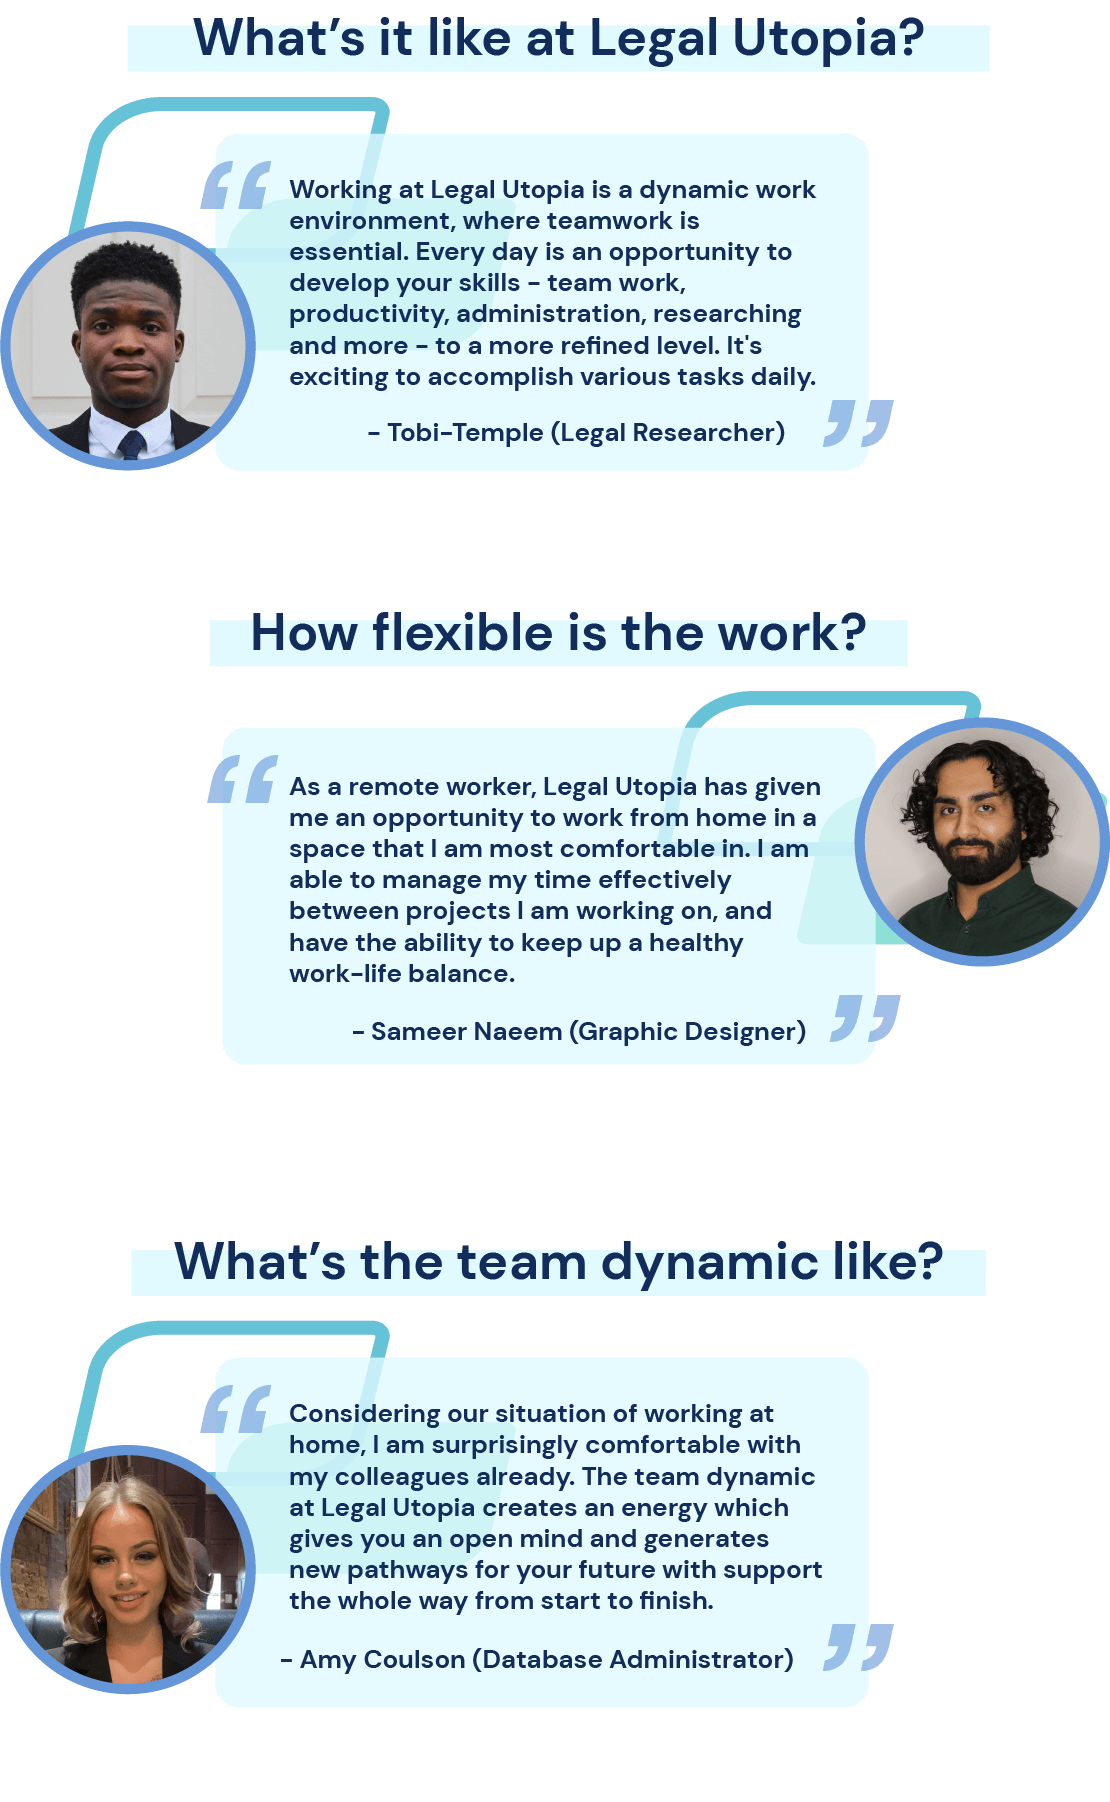 What’s it like at Legal Utopia?
Working at Legal Utopia is a dynamic work
environment, where teamwork is
essential. Every day is an opportunity to
develop your skills - team work,
productivity, administration, researching
and more - to a more refined level. It's
exciting to accomplish various tasks daily.
- Tobi-Temple (Legal Researcher)
How flexible is the work?
As a remote worker, Legal Utopia has given
me an opportunity to work from home in a
space that I am most comfortable in. I am
able to manage my time effectively
between projects I am working on, and
have the ability to keep up a healthy
work-life balance.
- Sameer Naeem (Graphic Designer)
What’s the team dynamic like?
Considering our situation of working at
home, I am surprisingly comfortable with
my colleagues already. The team dynamic
at Legal Utopia creates an energy which
gives you an open mind and generates
new pathways for your future with support
the whole way from start to finish.
- Amy Coulson (Database Administrator)